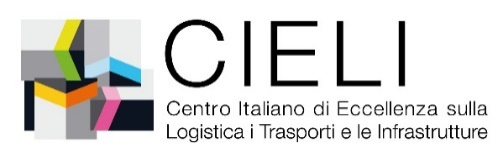 CIELI
Centro Italiano di Eccellenza sulla
Logistica i Trasporti e le Infrastrutture